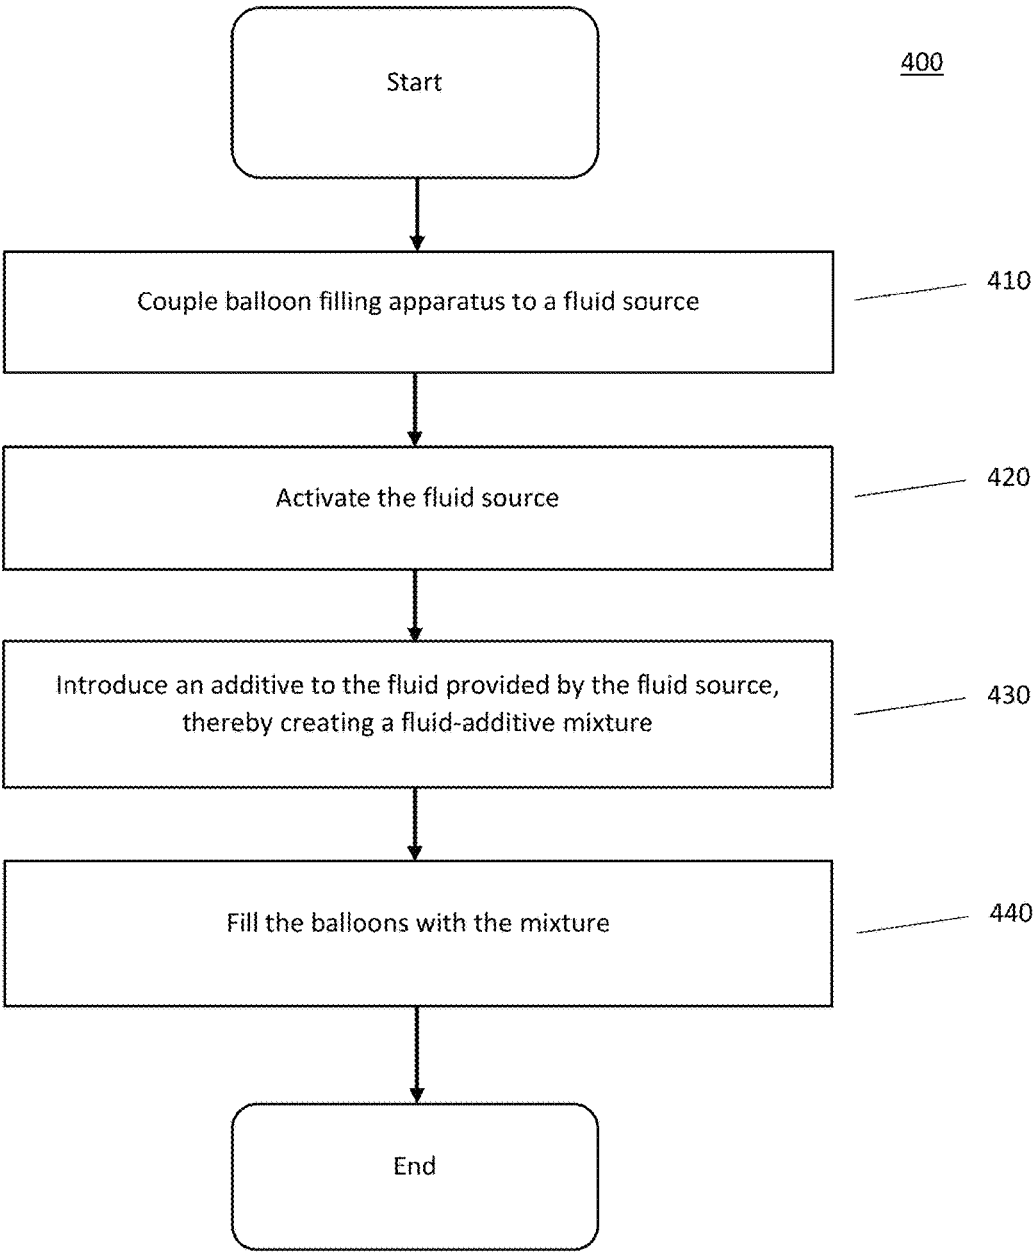 Start
400
Couple balloon filling apparatus to a fluid source
410
Activate the fluid source
420
Introduce an additive to the fluid provided by the fluid source,
thereby creating a fluid-additive mixture
430
Fill the balloons with the mixture
440
End